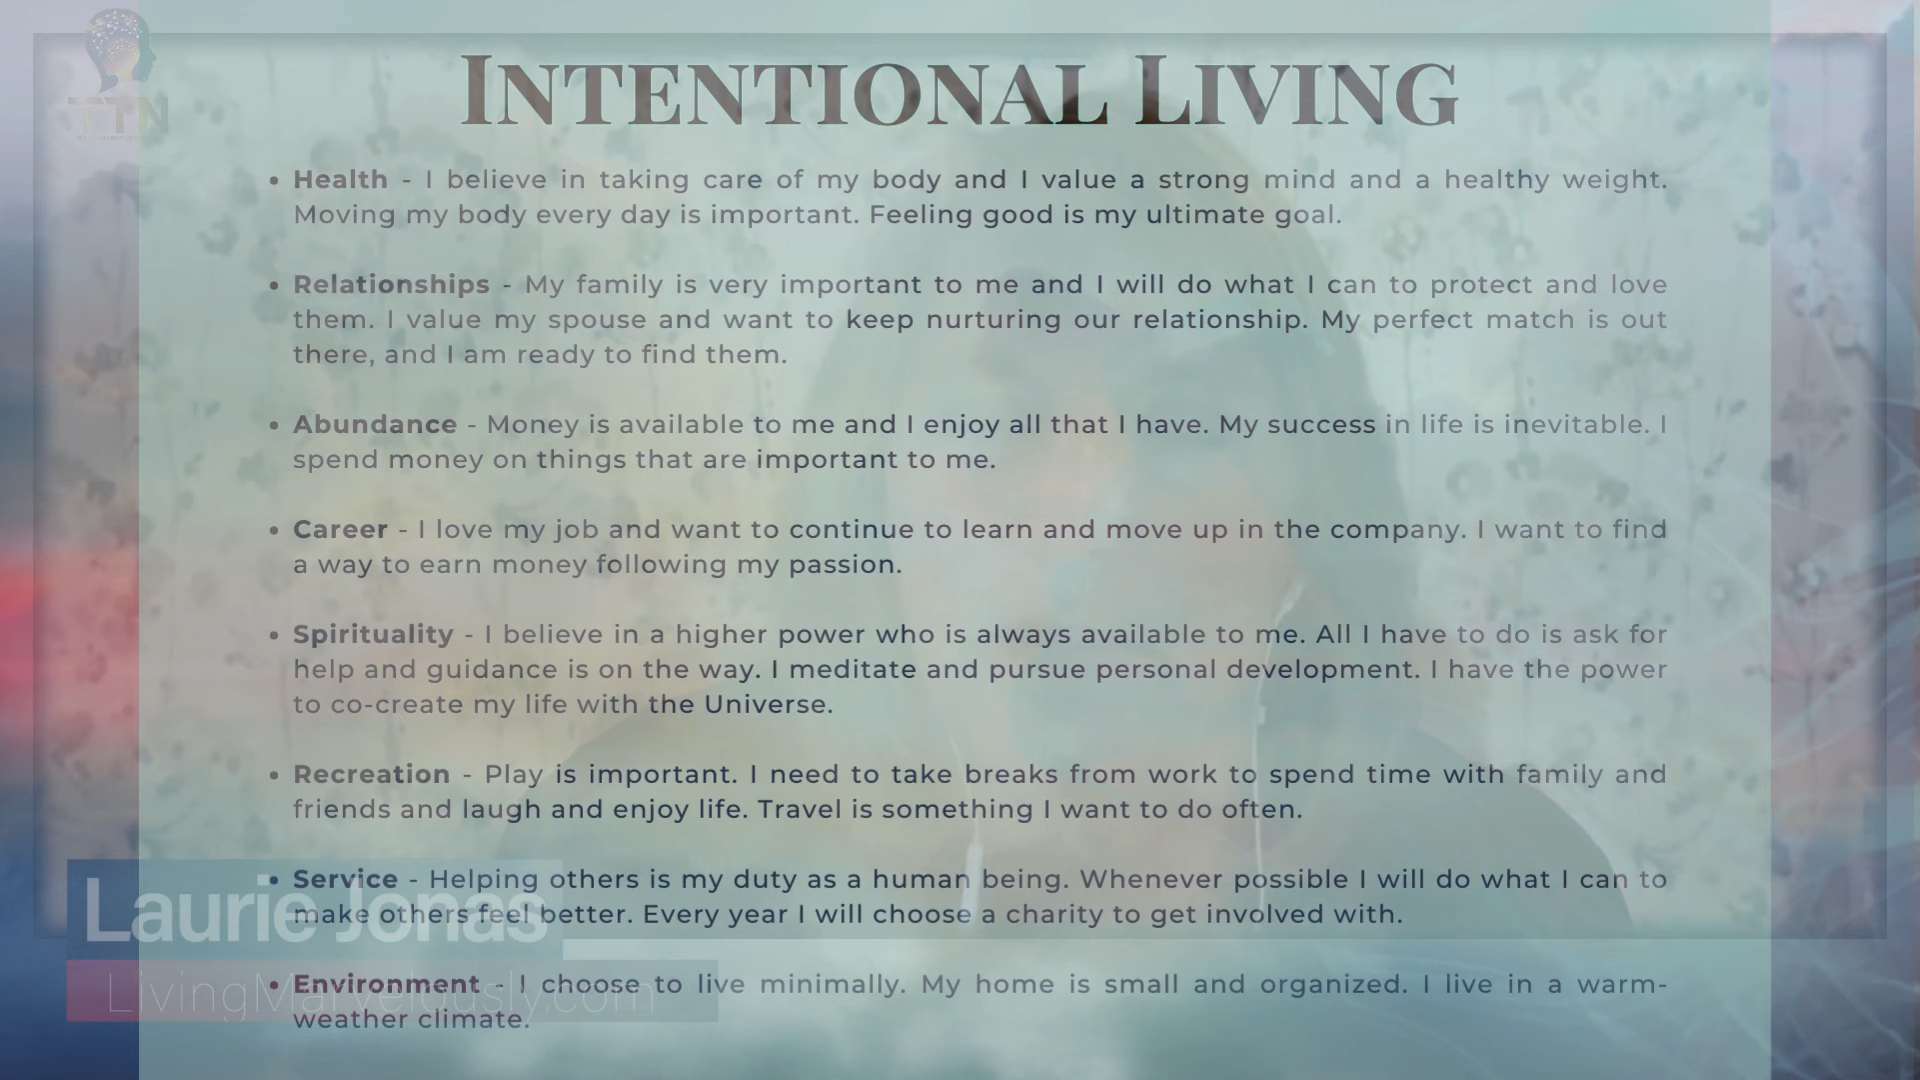 TTN
INTENTIONAL LIVING
• Health - I believe in taking care of my body and I value a strong mind and a healthy weight.
Moving my body every day is important. Feeling good is my ultimate goal.
• Relationships - My family is very important to me and I will do what I can to protect and love
them. I value my spouse and want to keep nurturing our relationship. My perfect match is out
there, and I am ready to find them.
• Abundance - Money is available to me and I enjoy all that I have. My success in life is inevitable. I
spend money on things that are important to me.
• Career - I love my job and want to continue to learn and move up in the company. I want to find
a way to earn money following my passion.
• Spirituality - I believe in a higher power who is always available to me. All I have to do is ask for
help and guidance is on the way. I meditate and pursue personal development. I have the power
to co-create my life with the Universe.
• Recreation - Play is important. I need to take breaks from work to spend time with family and
friends and laugh and enjoy life. Travel is something I want to do often.
• Service - Helping others is my duty as a human being. Whenever possible I will do what I can to
make others feel better. Every year I will choose a charity to get involved with.
• Environment - I choose to live minimally. My home is small and organized. I live in a warm-
weather climate.
Laurie Jonas
LivingMarvelously.com